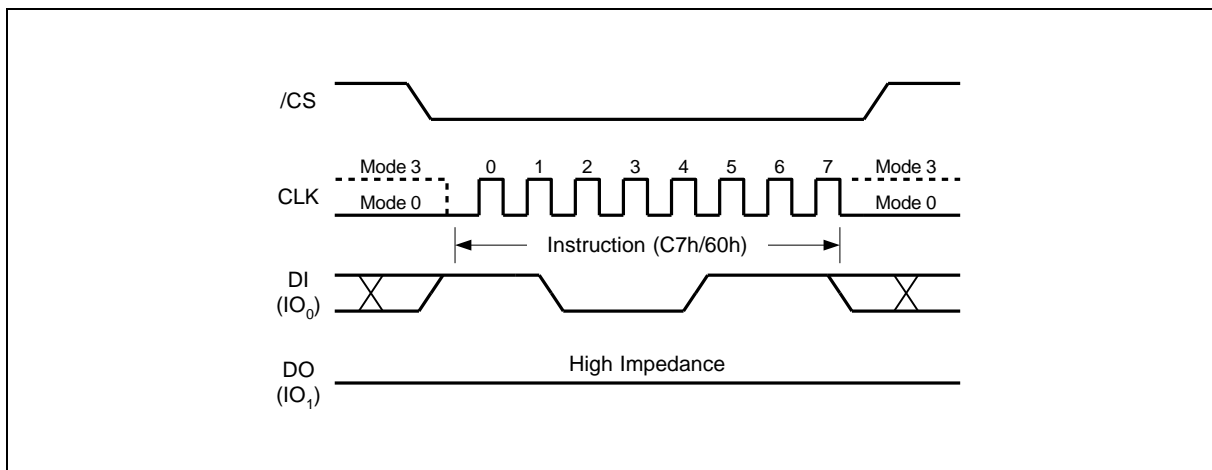 /CS
Mode 3 0 1 2 3 4 5 6 7 Mode 3
CLK
Mode 0 Mode 0
Instruction (C7h/60h)
DI
(IO0)
High Impedance
DO
(IO1)